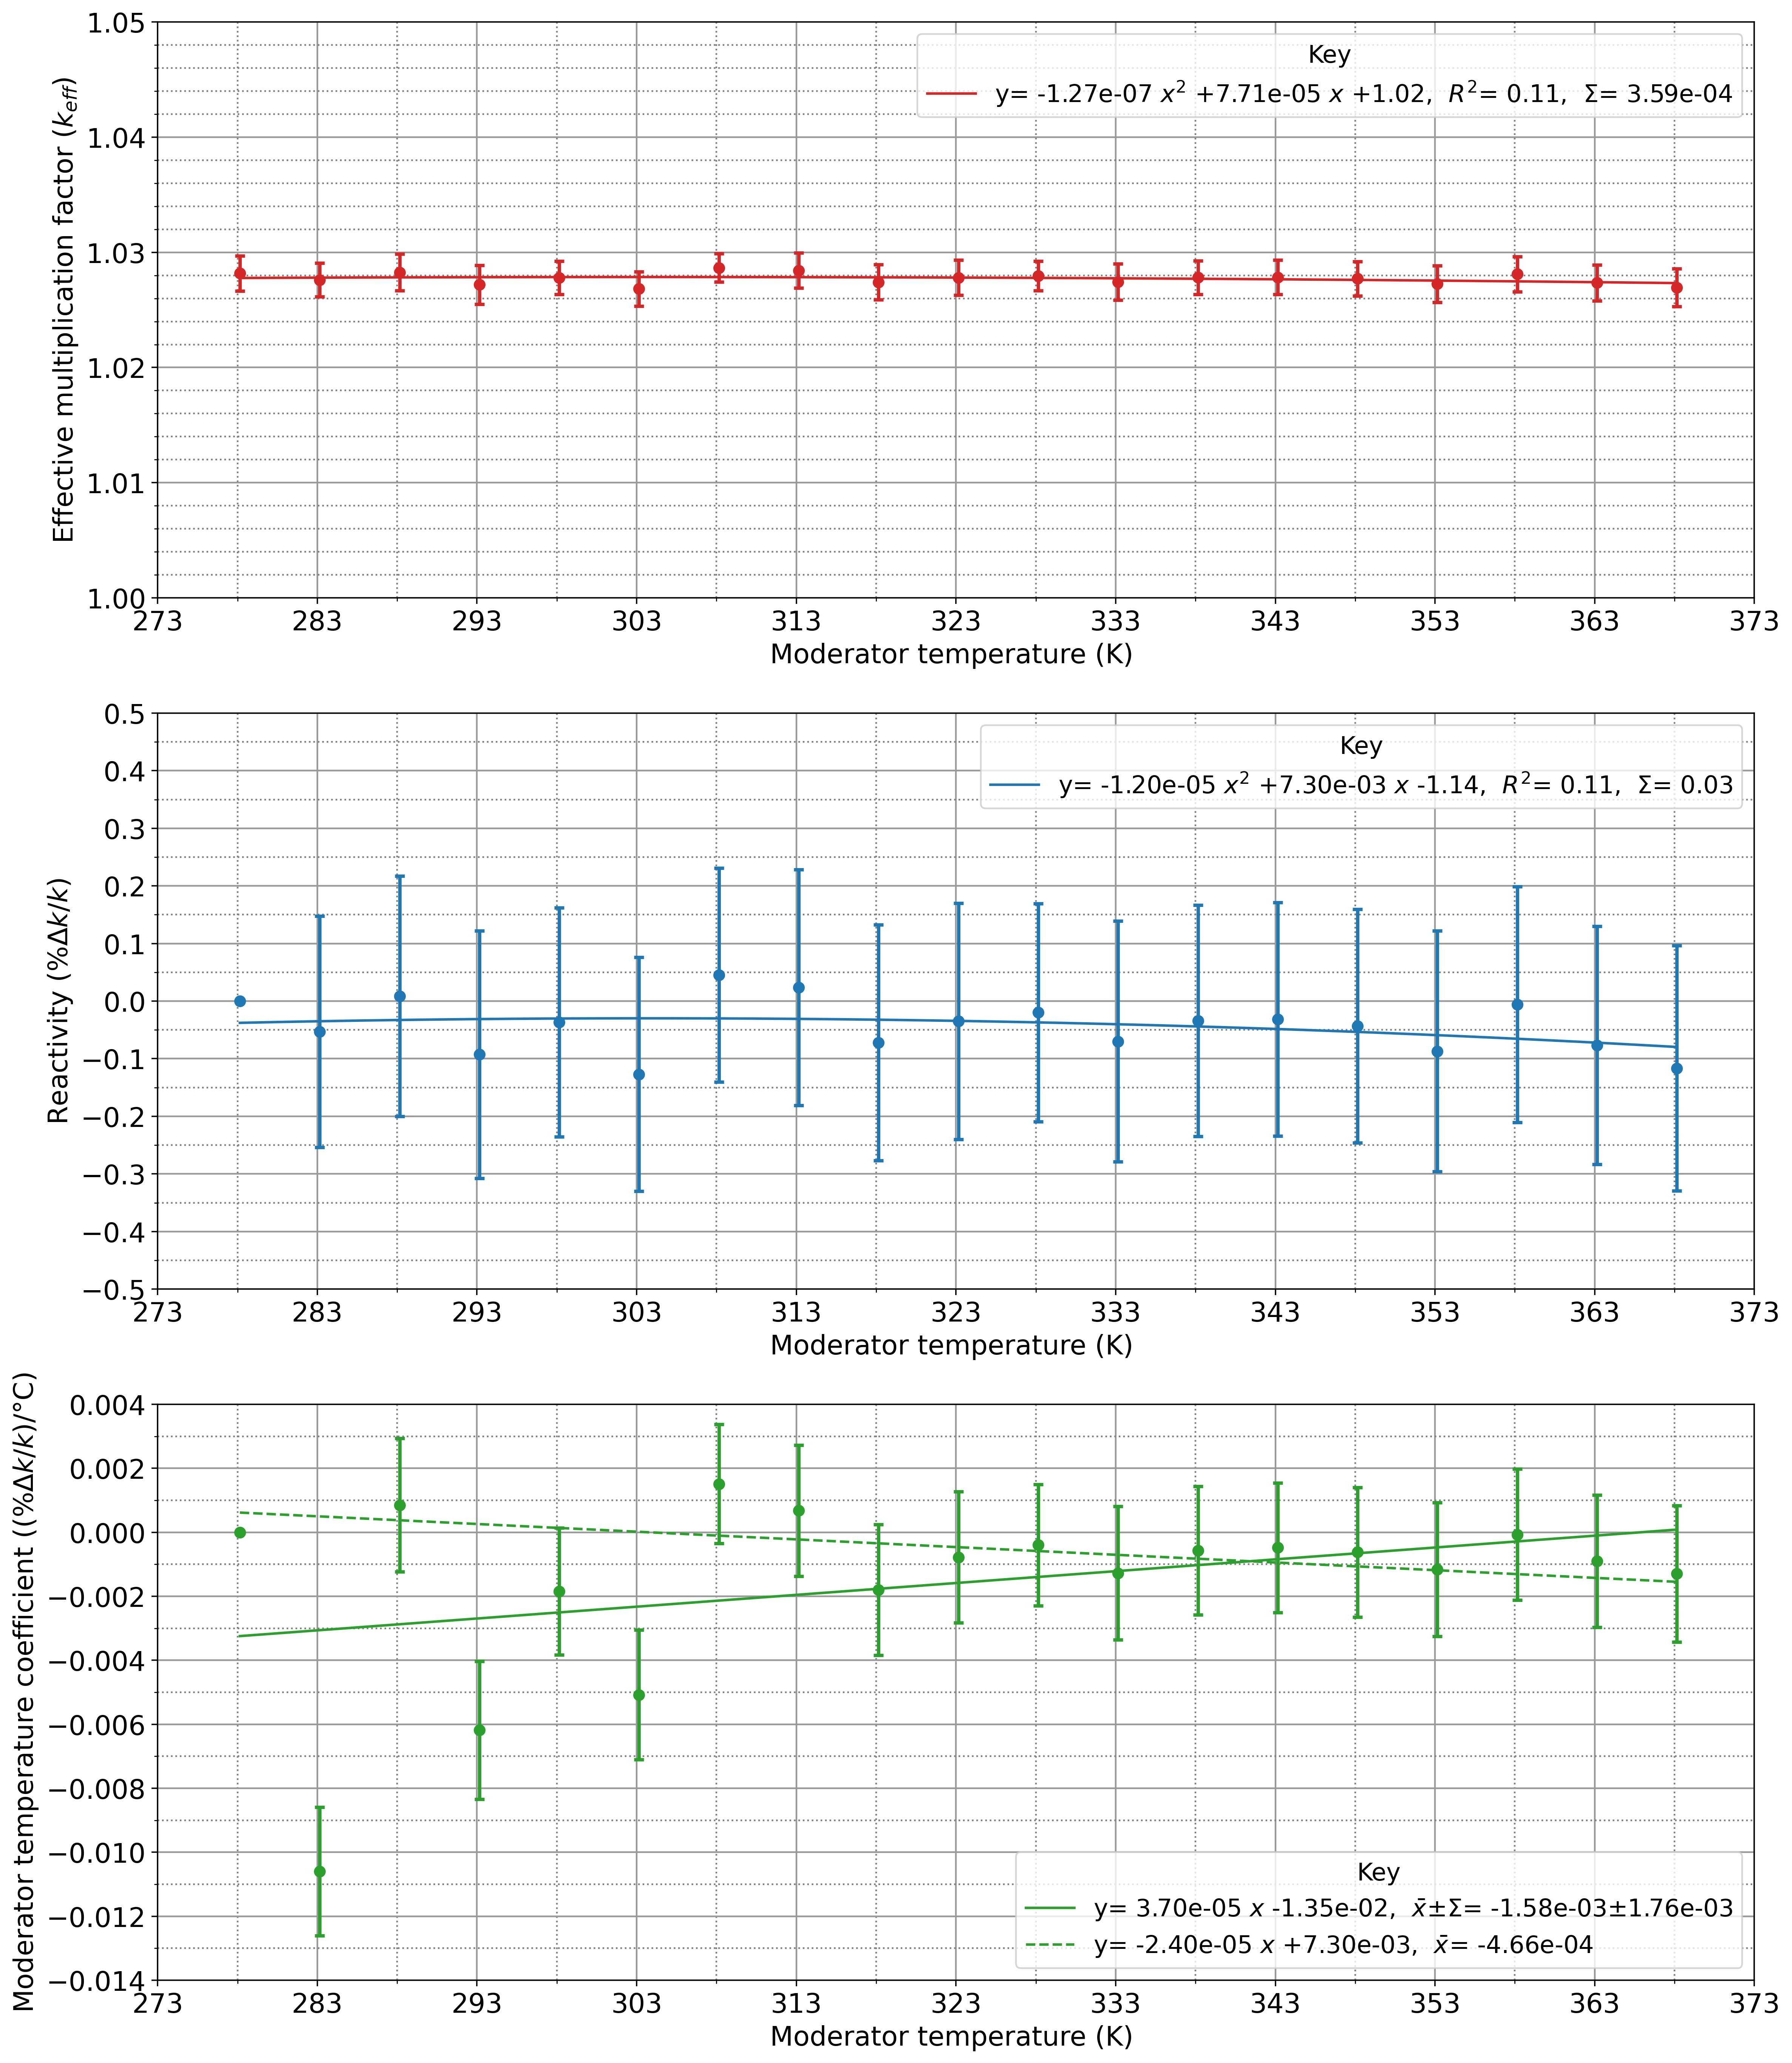 Effective multiplication factor (k_eff)
1.05
1.04
1.03
1.02
1.01
1.00
Key
y= -1.27e-07 x² +7.71e-05 x +1.02, R²= 0.11, Σ= 3.59e-04
273 283 293 303 313 323 333 343 353 363 373
Moderator temperature (K)
Reactivity (%Δk/k)
0.5
0.4
0.3
0.2
0.1
0.0
−0.1
−0.2
−0.3
−0.4
−0.5
Key
y= -1.20e-05 x² +7.30e-03 x -1.14, R²= 0.11, Σ= 0.03
273 283 293 303 313 323 333 343 353 363 373
Moderator temperature (K)
Moderator temperature coefficient ((%Δk/k)/°C)
0.004
0.002
0.000
−0.002
−0.004
−0.006
−0.008
−0.010
−0.012
−0.014
Key
y= 3.70e-05 x -1.35e-02, x̄±Σ= -1.58e-03±1.76e-03
y= -2.40e-05 x +7.30e-03, x̄= -4.66e-04
273 283 293 303 313 323 333 343 353 363 373
Moderator temperature (K)